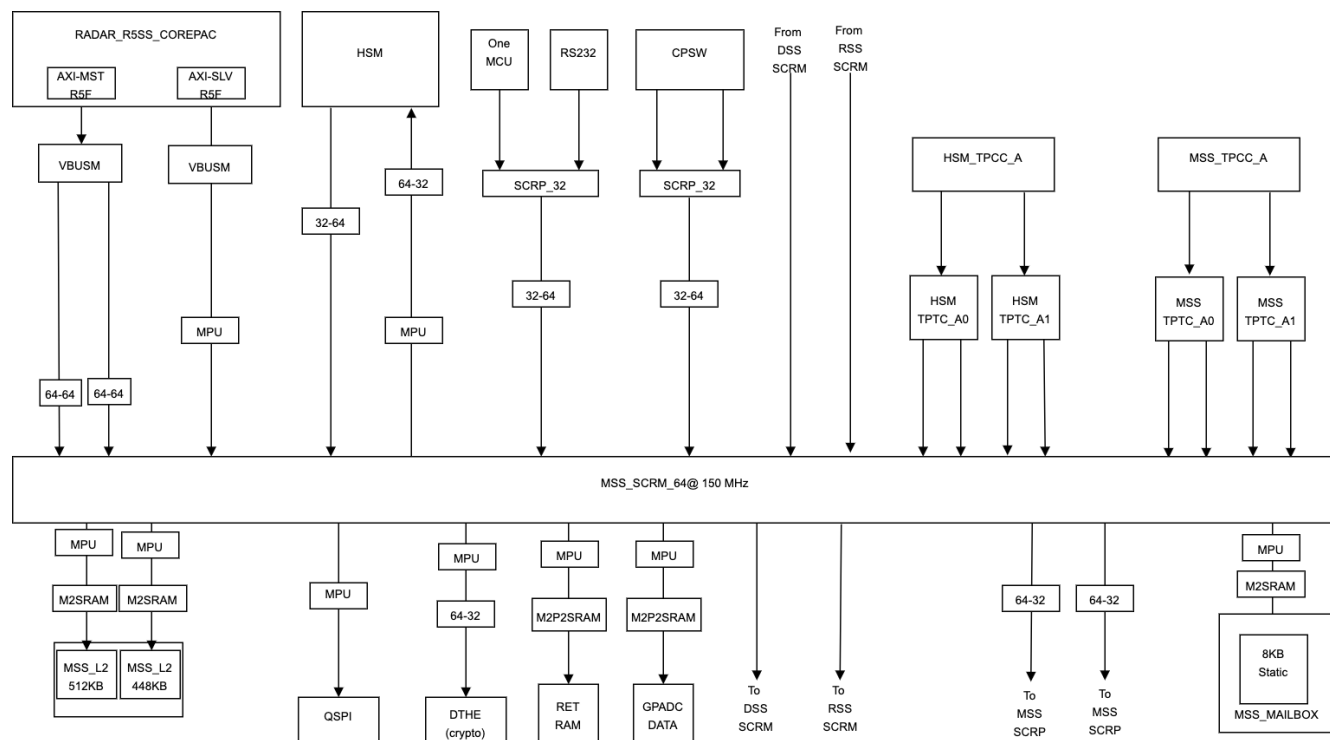 RADAR_R5SS_COREPAC
AXI-MST
R5F
AXI-SLV
R5F
VBUSM
VBUSM
MPU
64-64
64-64
HSM
32-64
64-32
MPU
One
MCU
RS232
SCRP_32
32-64
CPSW
SCRP_32
32-64
From
DSS
SCRM
From
RSS
SCRM
HSM_TPCC_A
HSM
TPTC_A0
HSM
TPTC_A1
MSS_TPCC_A
MSS
TPTC_A0
MSS
TPTC_A1
MSS_SCRM_64@ 150 MHz
MPU
M2SRAM
MSS_L2
512KB
MPU
M2SRAM
MSS_L2
448KB
MPU
QSPI
MPU
64-32
DTHE
(crypto)
MPU
M2P2SRAM
RET
RAM
MPU
M2P2SRAM
GPADC
DATA
To
DSS
SCRM
To
RSS
SCRM
64-32
To
MSS
SCRP
64-32
To
MSS
SCRP
MPU
M2SRAM
8KB
Static
MSS_MAILBOX